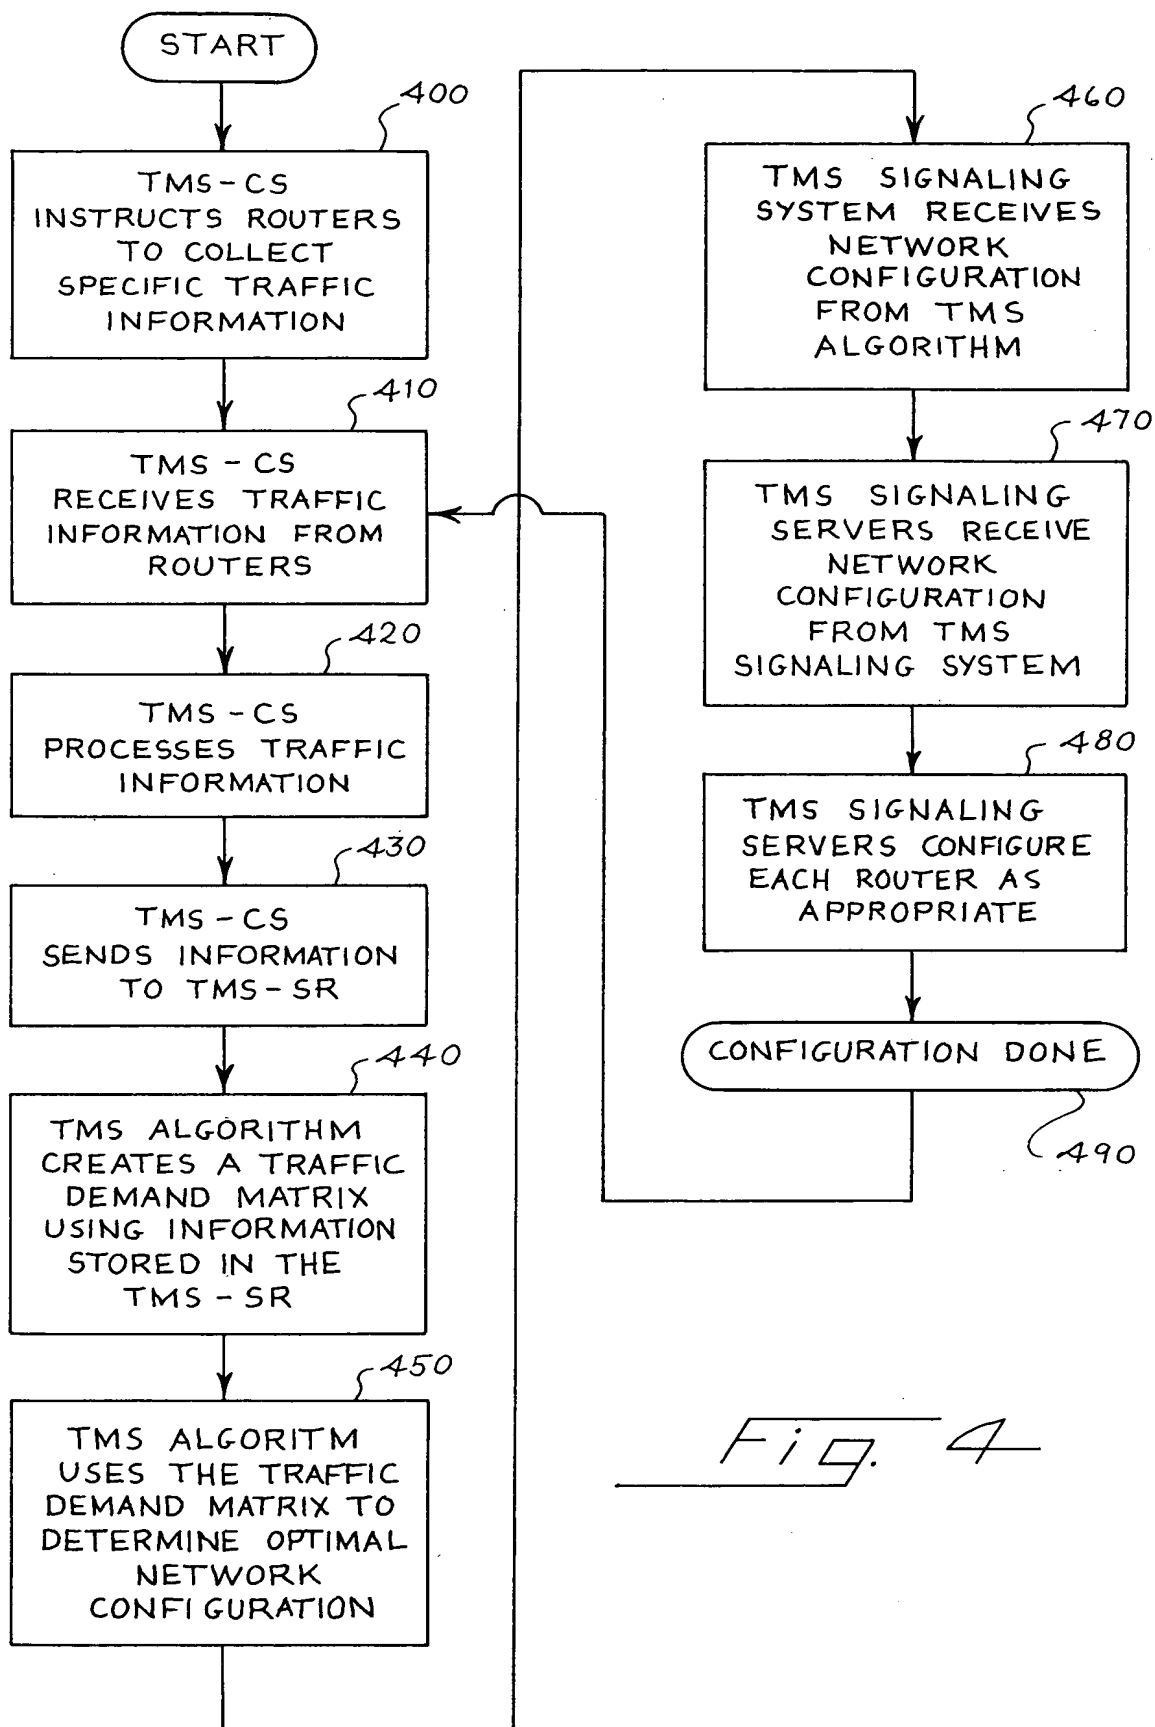 START
400
TMS-CS
INSTRUCTS ROUTERS
TO COLLECT
SPECIFIC TRAFFIC
INFORMATION
410
TMS-CS
RECEIVES TRAFFIC
INFORMATION FROM
ROUTERS
420
TMS-CS
PROCESSES TRAFFIC
INFORMATION
430
TMS-CS
SENDS INFORMATION
TO TMS-SR
440
TMS ALGORITHM
CREATES A TRAFFIC
DEMAND MATRIX
USING INFORMATION
STORED IN THE
TMS-SR
450
TMS ALGORITM
USES THE TRAFFIC
DEMAND MATRIX TO
DETERMINE OPTIMAL
NETWORK
CONFIGURATION
460
TMS SIGNALING
SYSTEM RECEIVES
NETWORK
CONFIGURATION
FROM TMS
ALGORITHM
470
TMS SIGNALING
SERVERS RECEIVE
NETWORK
CONFIGURATION
FROM TMS
SIGNALING SYSTEM
480
TMS SIGNALING
SERVERS CONFIGURE
EACH ROUTER AS
APPROPRIATE
CONFIGURATION DONE
490
Fig. 4